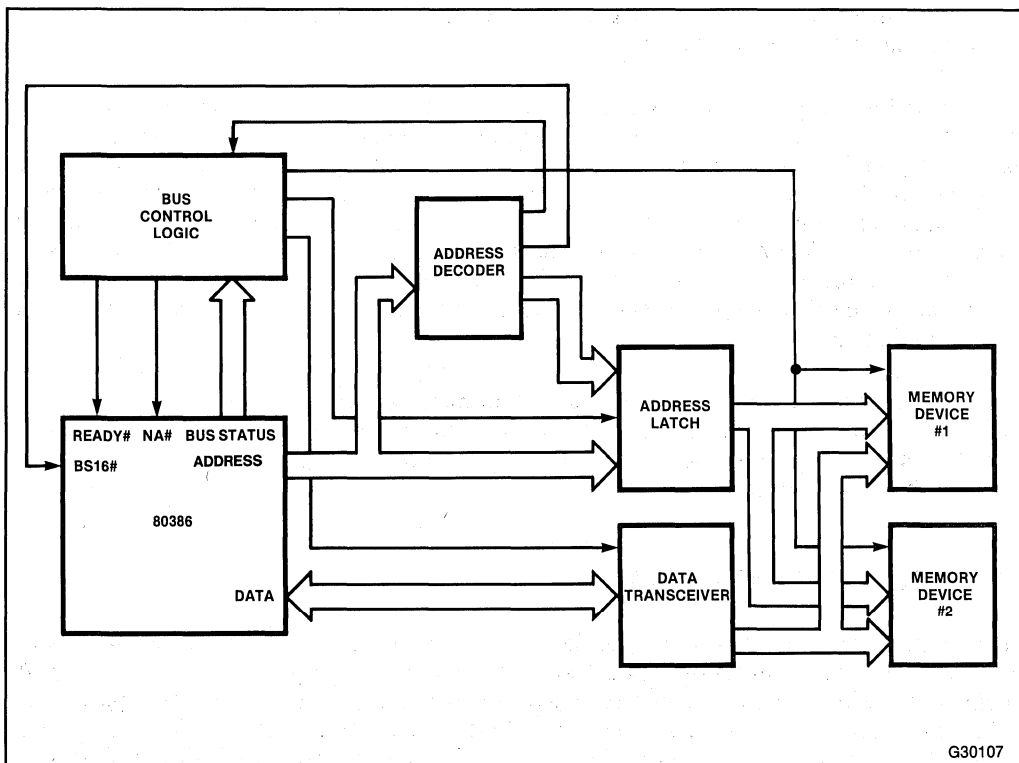 BUS
CONTROL
LOGIC
ADDRESS
DECODER
READY# NA# BUS STATUS
BS16# ADDRESS
80386
DATA
ADDRESS
LATCH
DATA
TRANSCEIVER
MEMORY
DEVICE
#1
MEMORY
DEVICE
#2
G30107